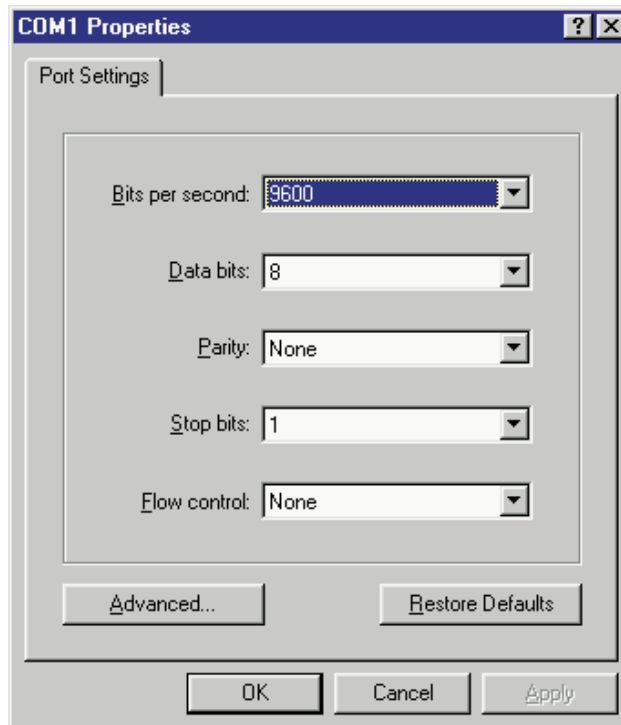 COM1 Properties
Port Settings
Bits per second: 9600
Data bits: 8
Parity: None
Stop bits: 1
Flow control: None
Advanced... Restore Defaults
OK Cancel Apply